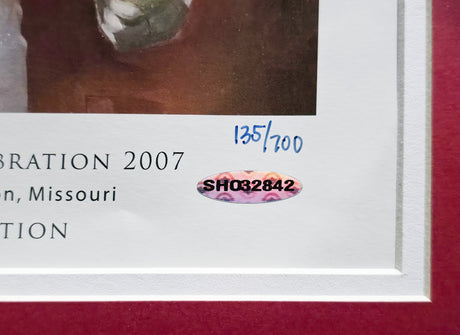 135/700
BRATION 2007
SH032842
n, Missouri
TION